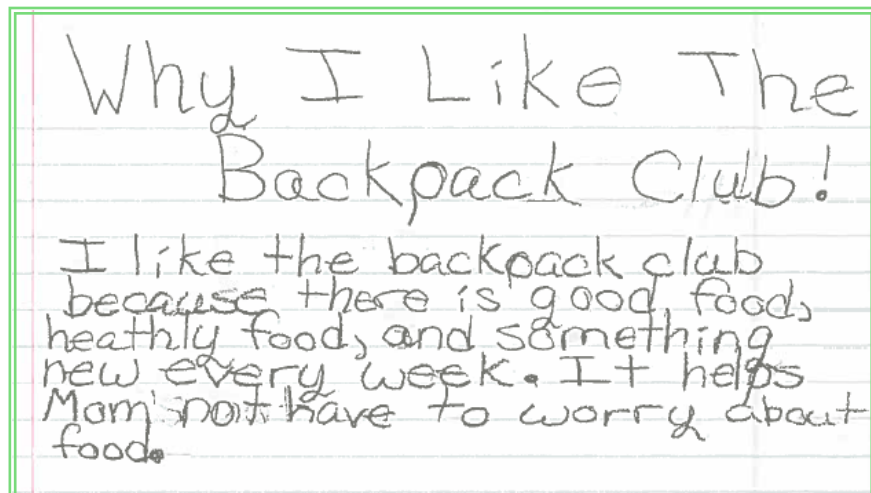 Why I Like The
Backpack Club!
I like the backpack club
because there is good food,
heathly food, and something
new every week. It helps
Mom not have to worry about
food.